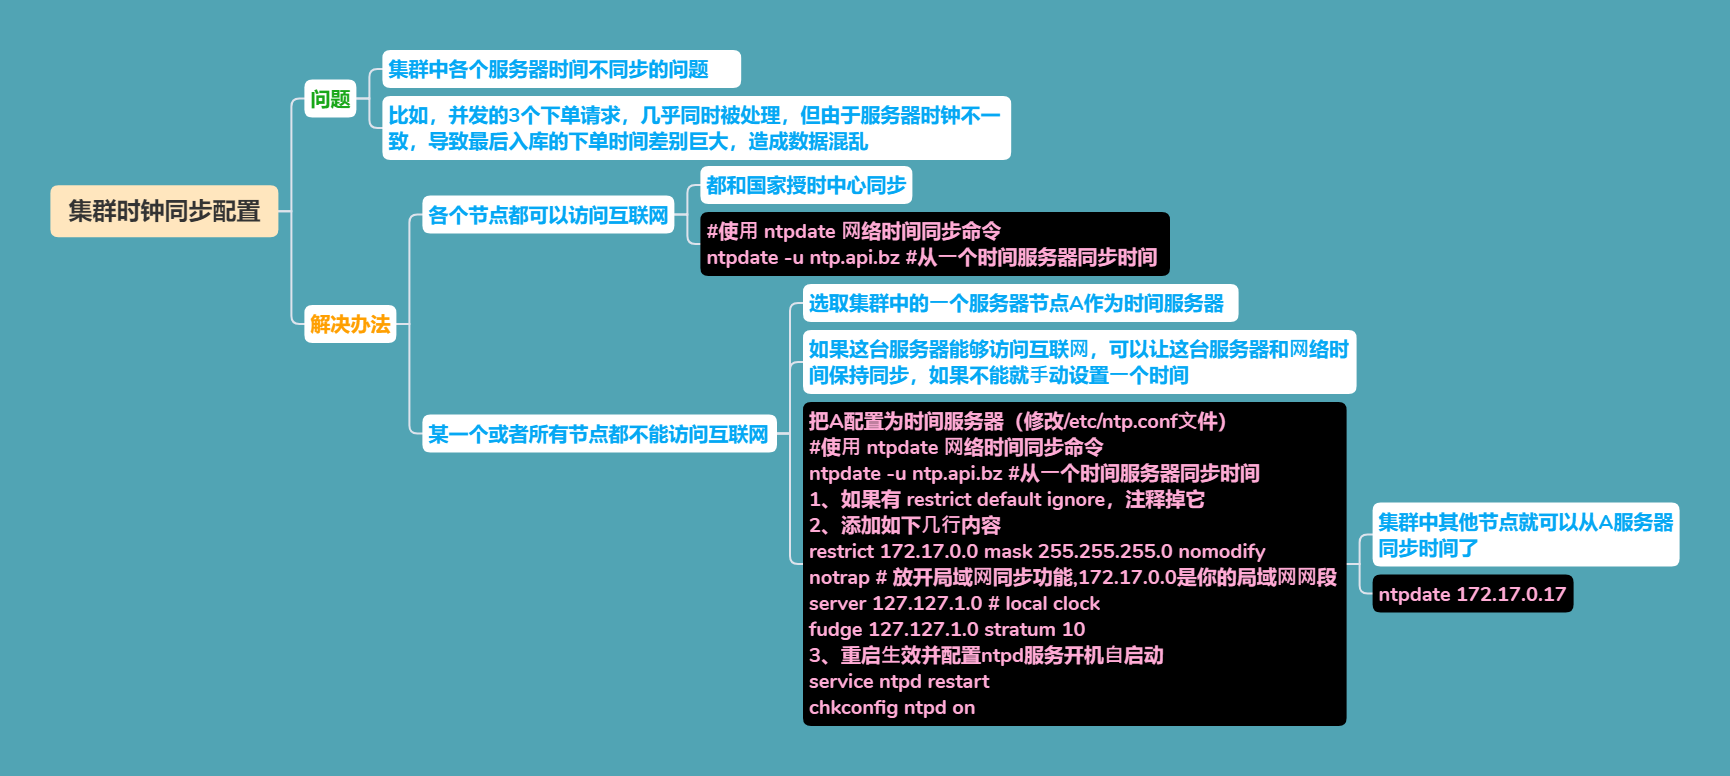 集群时钟同步配置
问题
集群中各个服务器时间不同步的问题
比如，并发的3个下单请求，几乎同时被处理，但由于服务器时钟不一
致，导致最后入库的下单时间差别巨大，造成数据混乱
解决办法
各个节点都可以访问互联网
都和国家授时中心同步
#使用 ntpdate 网络时间同步命令
ntpdate -u ntp.api.bz #从一个时间服务器同步时间
某一个或者所有节点都不能访问互联网
选取集群中的一个服务器节点A作为时间服务器
如果这台服务器能够访问互联网，可以让这台服务器和网络时
间保持同步，如果不能就手动设置一个时间
把A配置为时间服务器（修改/etc/ntp.conf文件）
#使用 ntpdate 网络时间同步命令
ntpdate -u ntp.api.bz #从一个时间服务器同步时间
1、如果有 restrict default ignore，注释掉它
2、添加如下几行内容
restrict 172.17.0.0 mask 255.255.255.0 nomodify
notrap # 放开局域网同步功能,172.17.0.0是你的局域网网段
server 127.127.1.0 # local clock
fudge 127.127.1.0 stratum 10
3、重启生效并配置ntpd服务开机自启动
service ntpd restart
chkconfig ntpd on
集群中其他节点就可以从A服务器
同步时间了
ntpdate 172.17.0.17